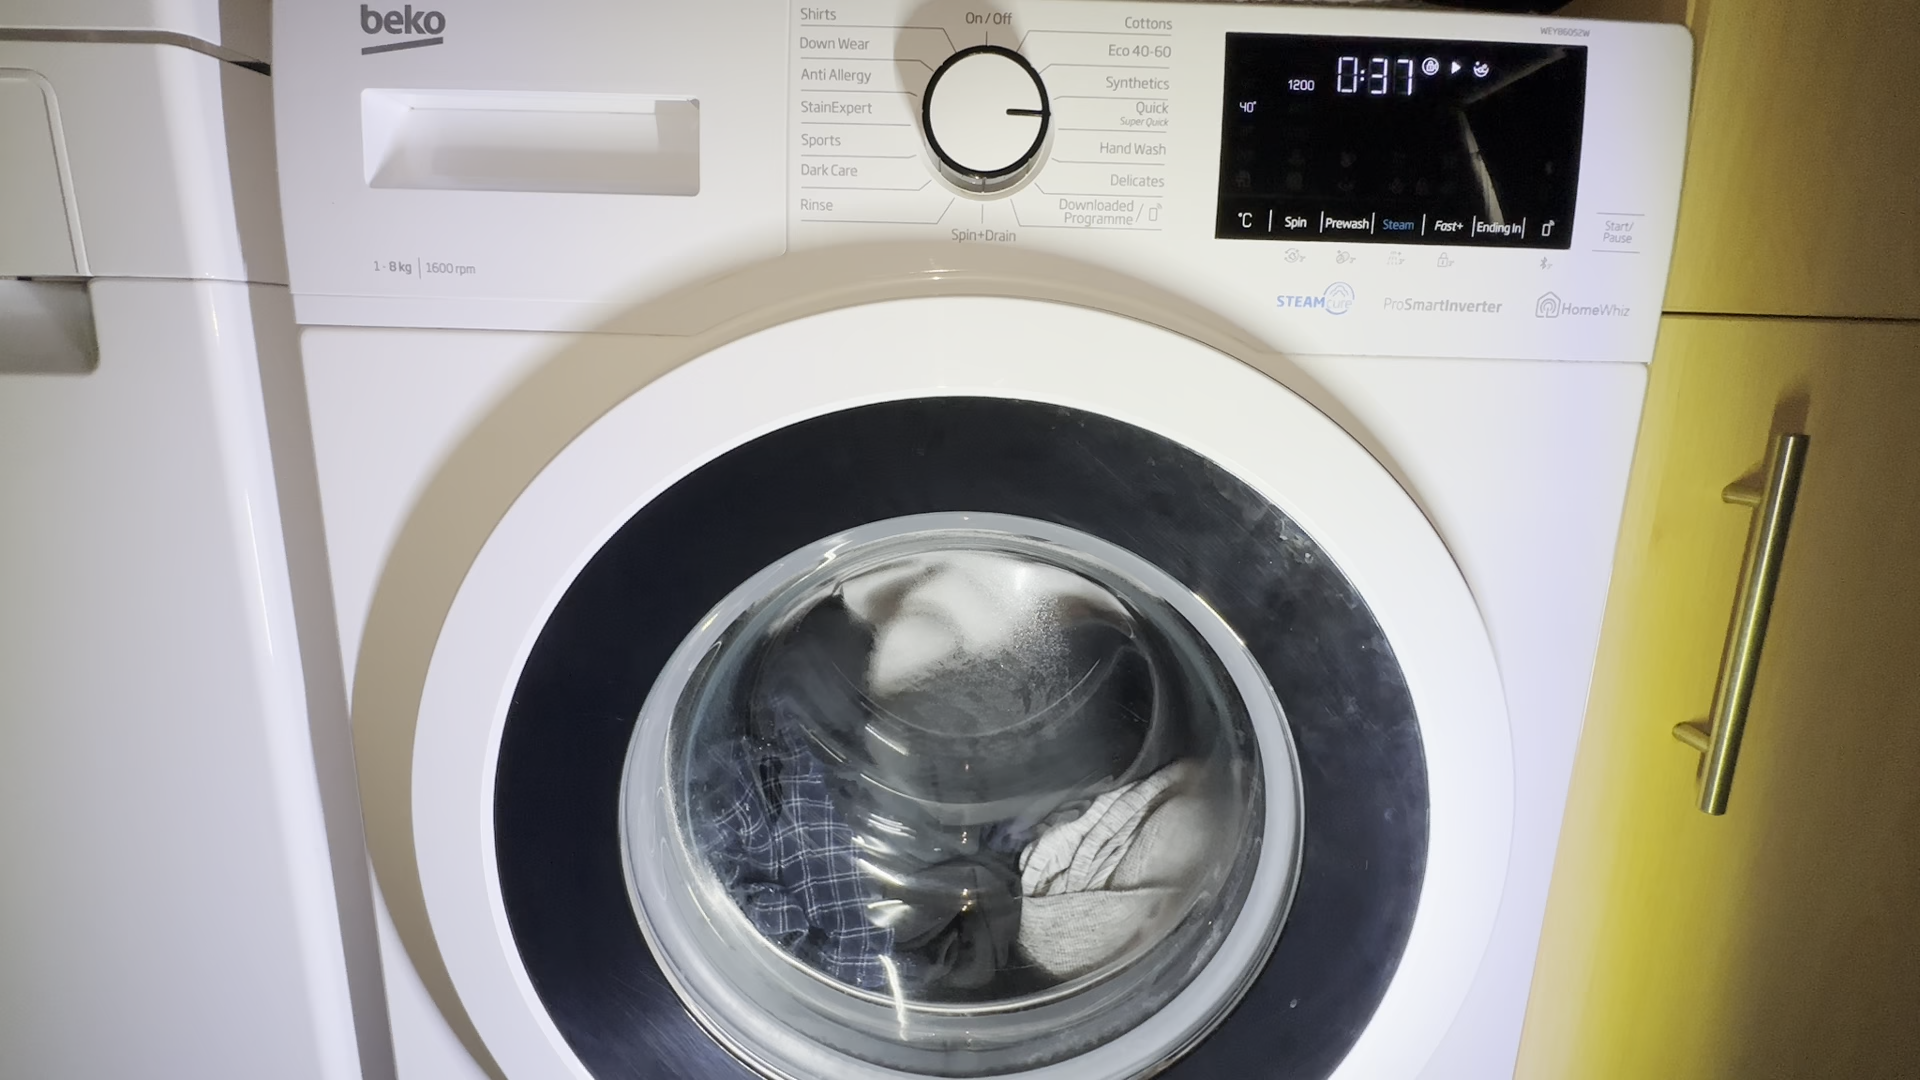 beko
1 - 8 kg | 1600 rpm
On / Off
Shirts
Down Wear
Anti Allergy
StainExpert
Sports
Dark Care
Rinse
Spin+Drain
Cottons
Eco 40-60
Synthetics
Quick
Super Quick
Hand Wash
Delicates
Downloaded /
Programme
WEY86052W
1200
0:37
40°
°C | Spin | Prewash | Steam | Fast+ | Ending In |
Start/
Pause
STEAMcure
ProSmartInverter
HomeWhiz